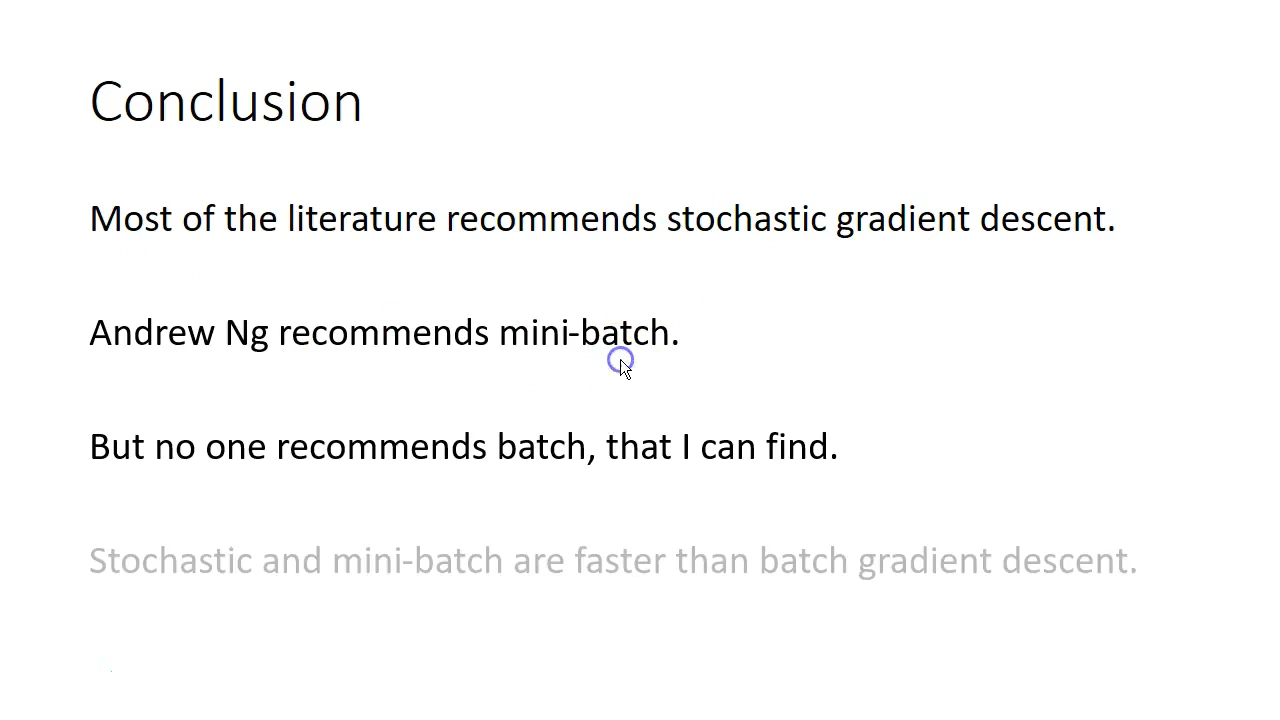 Conclusion
Most of the literature recommends stochastic gradient descent.
Andrew Ng recommends mini-batch.
But no one recommends batch, that I can find.
Stochastic and mini-batch are faster than batch gradient descent.